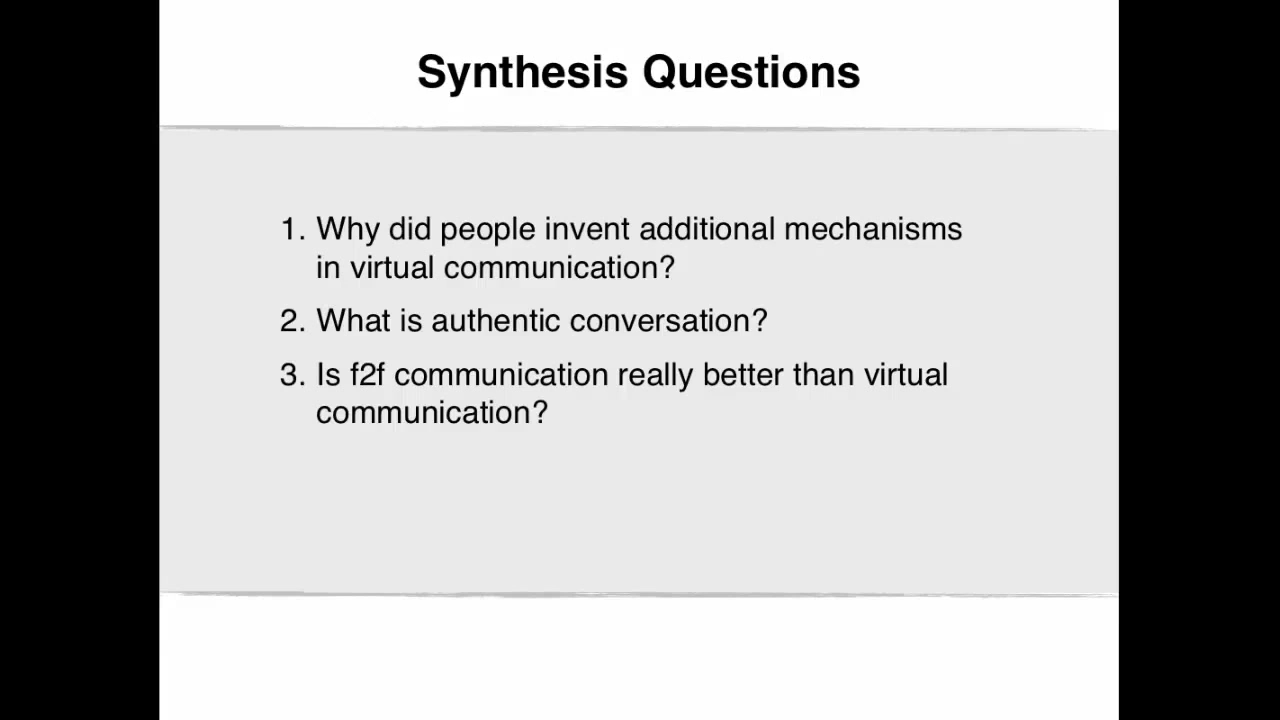 Synthesis Questions
1. Why did people invent additional mechanisms
in virtual communication?
2. What is authentic conversation?
3. Is f2f communication really better than virtual
communication?